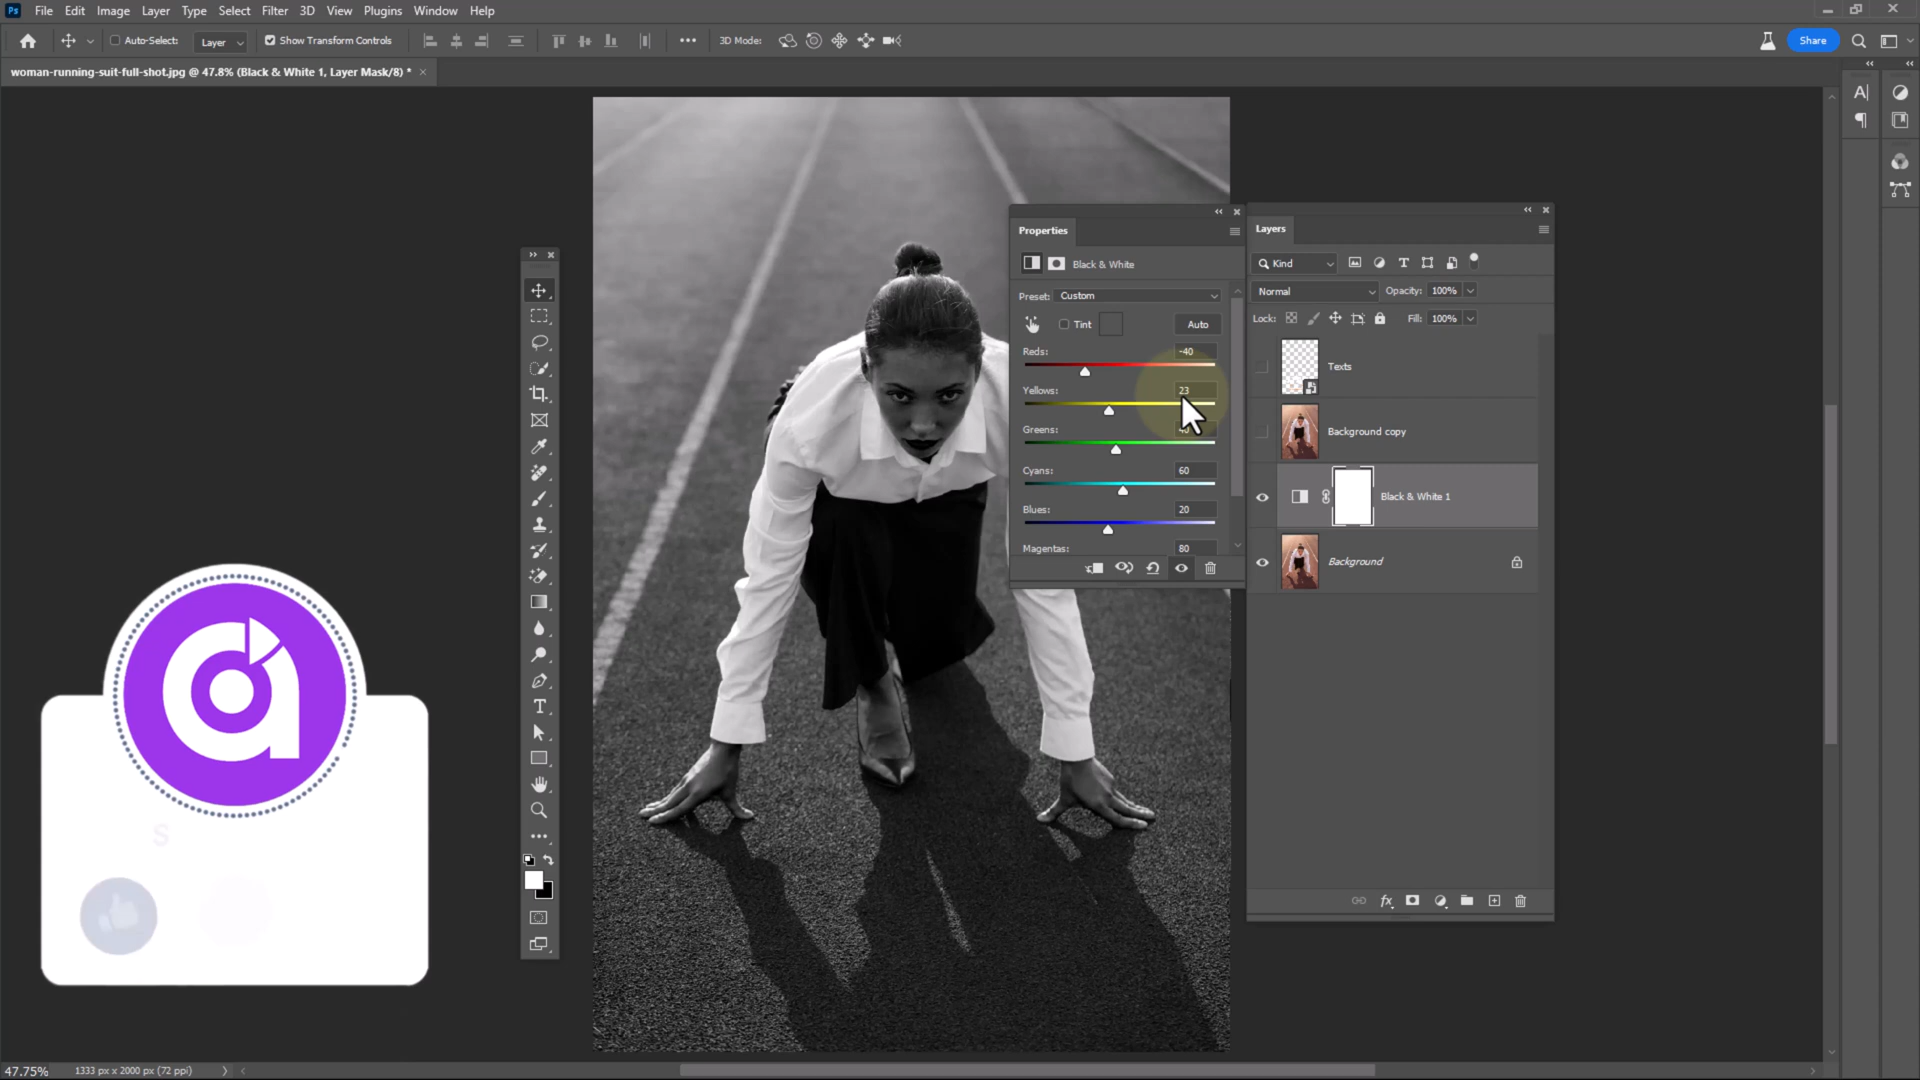 Ps File Edit Image Layer Type Select Filter 3D View Plugins Window Help
Auto-Select: Layer Show Transform Controls 3D Mode: Share
woman-running-suit-full-shot.jpg @ 47.8% (Black & White 1, Layer Mask/8) *
Properties
Black & White
Preset: Custom
Tint Auto
Reds: -40
Yellows: 23
Greens: 40
Cyans: 60
Blues: 20
Magentas: 80
Layers
Kind
Normal Opacity: 100%
Lock: Fill: 100%
Texts
Background copy
Black & White 1
Background
S
47.75% 1333 px x 2000 px (72 ppi)